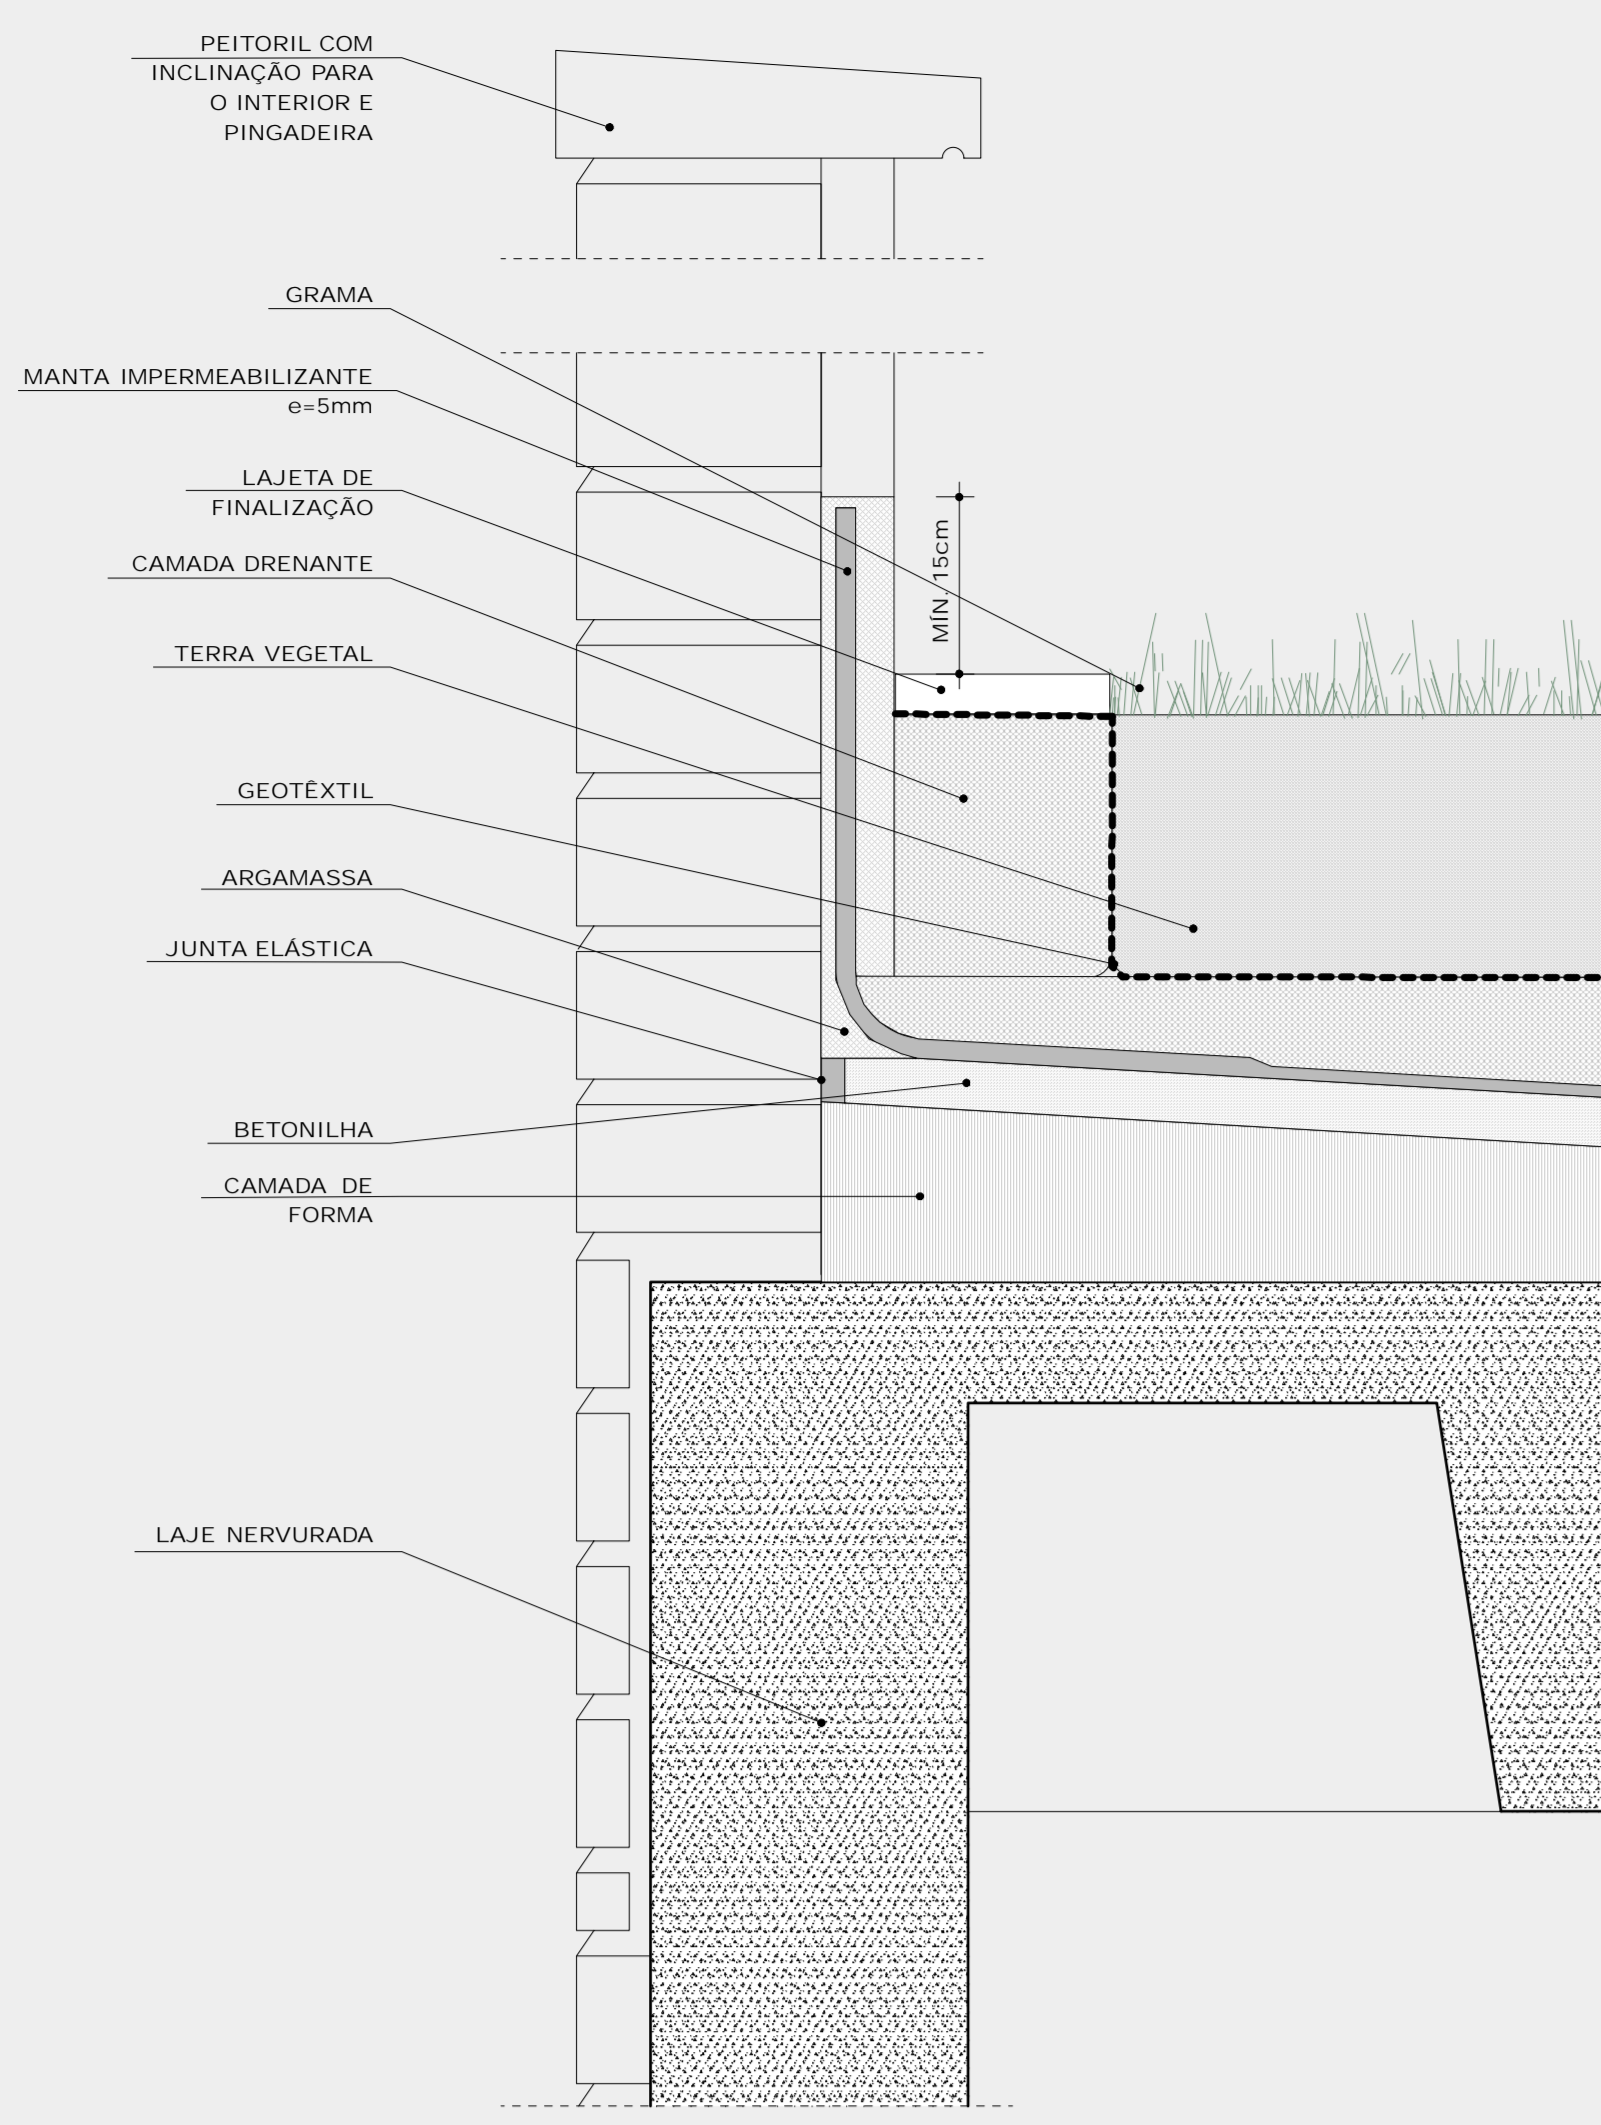 PEITORIL COM
INCLINAÇÃO PARA
O INTERIOR E
PINGADEIRA
GRAMA
MANTA IMPERMEABILIZANTE
e=5mm
LAJETA DE
FINALIZAÇÃO
MÍN. 15cm
CAMADA DRENANTE
TERRA VEGETAL
GEOTÊXTIL
ARGAMASSA
JUNTA ELÁSTICA
BETONILHA
CAMADA DE
FORMA
LAJE NERVURADA